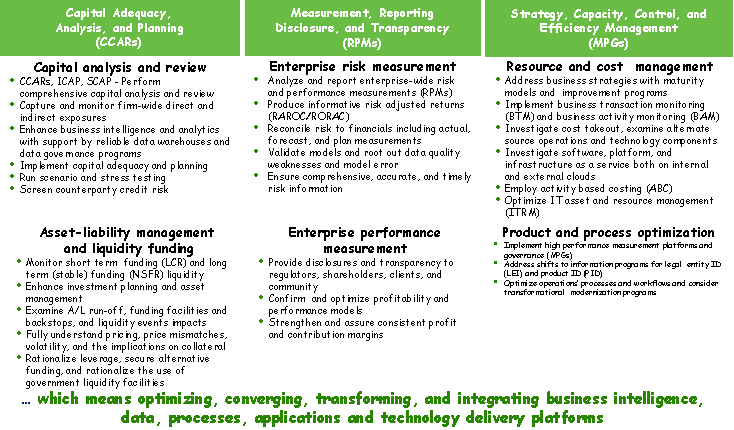 Capital Adequacy,
Analysis, and Planning
(CCARs)
Capital analysis and review
• CCARs, ICAP, SCAP - Perform
comprehensive capital analysis and review
• Capture and monitor firm-wide direct and
indirect exposures
• Enhance business intelligence and analytics
with support by reliable data warehouses and
data governance programs
• Implement capital adequacy and planning
• Run scenario and stress testing
• Screen counterparty credit risk
Asset-liability management
and liquidity funding
• Monitor short term funding (LCR) and long
term (stable) funding (NSFR) liquidity
• Enhance investment planning and asset
management
• Examine A/L run-off, funding facilities and
backstops, and liquidity events impacts
• Fully understand pricing, price mismatches,
volatility, and the implications on collateral
• Rationalize leverage, secure alternative
funding, and rationalize the use of
government liquidity facilities
Measurement, Reporting
Disclosure, and Transparency
(RPMs)
Enterprise risk measurement
• Analyze and report enterprise-wide risk
and performance measurements (RPMs)
• Produce informative risk adjusted returns
(RAROC/RORAC)
• Reconcile risk to financials including actual,
forecast, and plan measurements
• Validate models and root out data quality
weaknesses and model error
• Ensure comprehensive, accurate, and timely
risk information
Enterprise performance
measurement
• Provide disclosures and transparency to
regulators, shareholders, clients, and
community
• Confirm and optimize profitability and
performance models
• Strengthen and assure consistent profit
and contribution margins
Strategy, Capacity, Control, and
Efficiency Management
(MPGs)
Resource and cost management
• Address business strategies with maturity
models and improvement programs
• Implement business transaction monitoring
(BTM) and business activity monitoring (BAM)
• Investigate cost takeout, examine alternate
source operations and technology components
• Investigate software, platform, and
infrastructure as a service both on internal
and external clouds
• Employ activity based costing (ABC)
• Optimize IT asset and resource management
(ITRM)
Product and process optimization
• Implement high performance measurement platforms and
governance (MPGs)
• Address shifts to information programs for legal entity ID
(LEI) and product ID (PID)
• Optimize operations' processes and workflows and consider
transformational modernization programs
… which means optimizing, converging, transforming, and integrating business intelligence,
data, processes, applications and technology delivery platforms